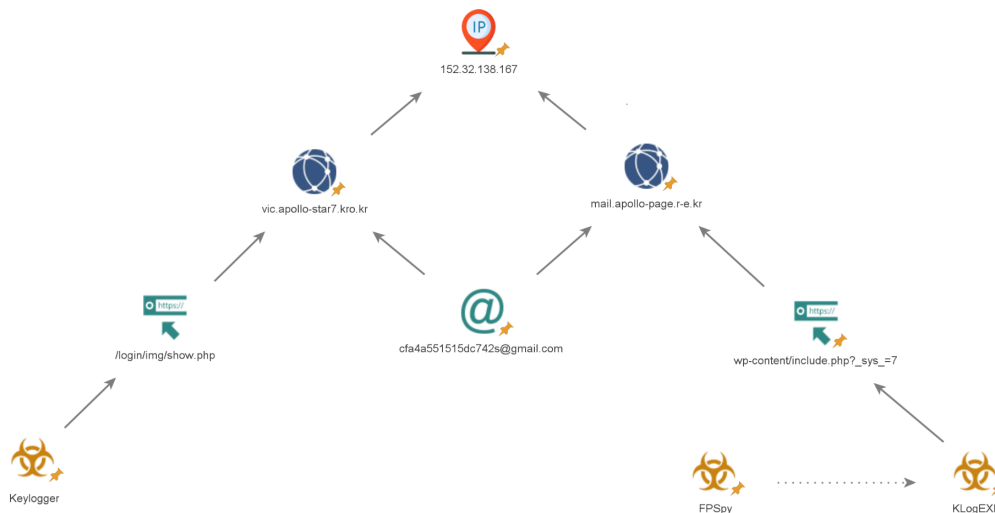 IP
152.32.138.167
vic.apollo-star7.kro.kr
mail.apollo-page.r-e.kr
https://
https://
/login/img/show.php
@
cfa4a551515dc742s@gmail.com
wp-content/include.php?_sys_=7
Keylogger
FPSpy